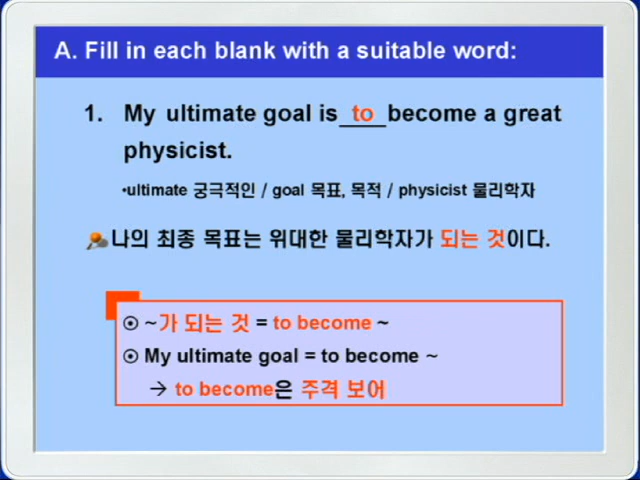 A. Fill in each blank with a suitable word:
1. My ultimate goal is to become a great
physicist.
•ultimate 궁극적인 / goal 목표, 목적 / physicist 물리학자
나의 최종 목표는 위대한 물리학자가 되는 것이다.
⊙ ~가 되는 것 = to become ~
⊙ My ultimate goal = to become ~
→ to become은 주격 보어